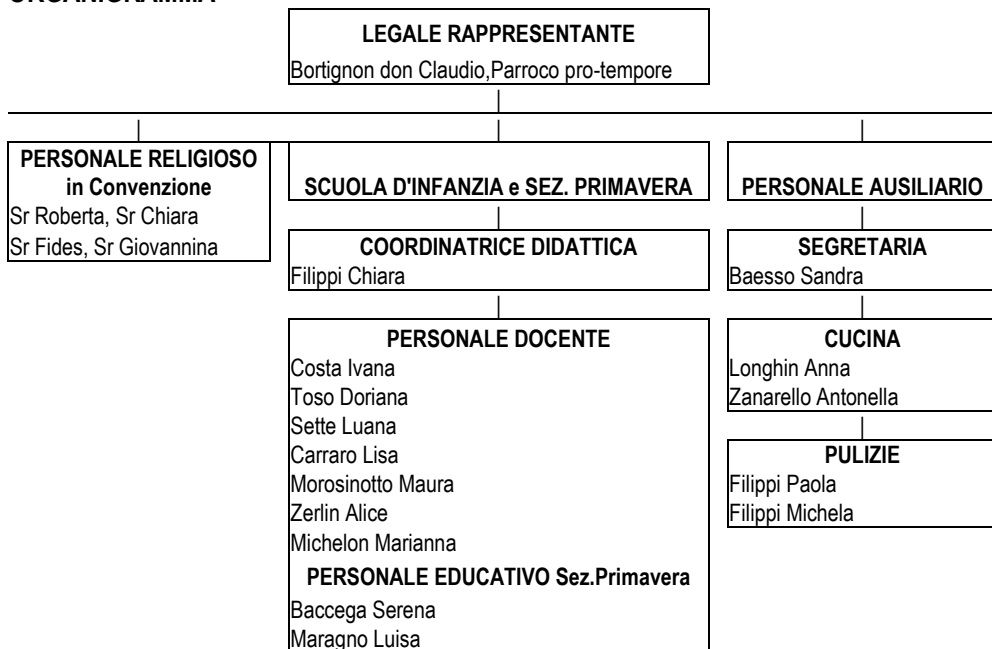 ORGANIGRAMMA
LEGALE RAPPRESENTANTE
Bortignon don Claudio,Parroco pro-tempore
PERSONALE RELIGIOSO
in Convenzione
Sr Roberta, Sr Chiara
Sr Fides, Sr Giovannina
SCUOLA D'INFANZIA e SEZ. PRIMAVERA
COORDINATRICE DIDATTICA
Filippi Chiara
PERSONALE DOCENTE
Costa Ivana
Toso Doriana
Sette Luana
Carraro Lisa
Morosinotto Maura
Zerlin Alice
Michelon Marianna
PERSONALE EDUCATIVO Sez.Primavera
Baccega Serena
Maragno Luisa
PERSONALE AUSILIARIO
SEGRETARIA
Baesso Sandra
CUCINA
Longhin Anna
Zanarello Antonella
PULIZIE
Filippi Paola
Filippi Michela